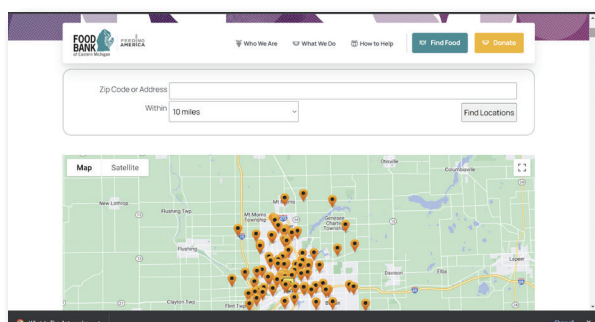 FOOD
BANK
of Eastern Michigan
FEEDING
AMERICA
Who We Are
What We Do
How to Help
Find Food
Donate
Zip Code or Address
Within
10 miles
Find Locations
Map
Satellite
Otisville
Columbiaville
New Lothrop
Mt Morris
Flushing Twp
Mt Morris
Township
Genesee
Charter
Township
Flushing
Lapeer
Davison
Elba
Clayton Twp
Flint Twp